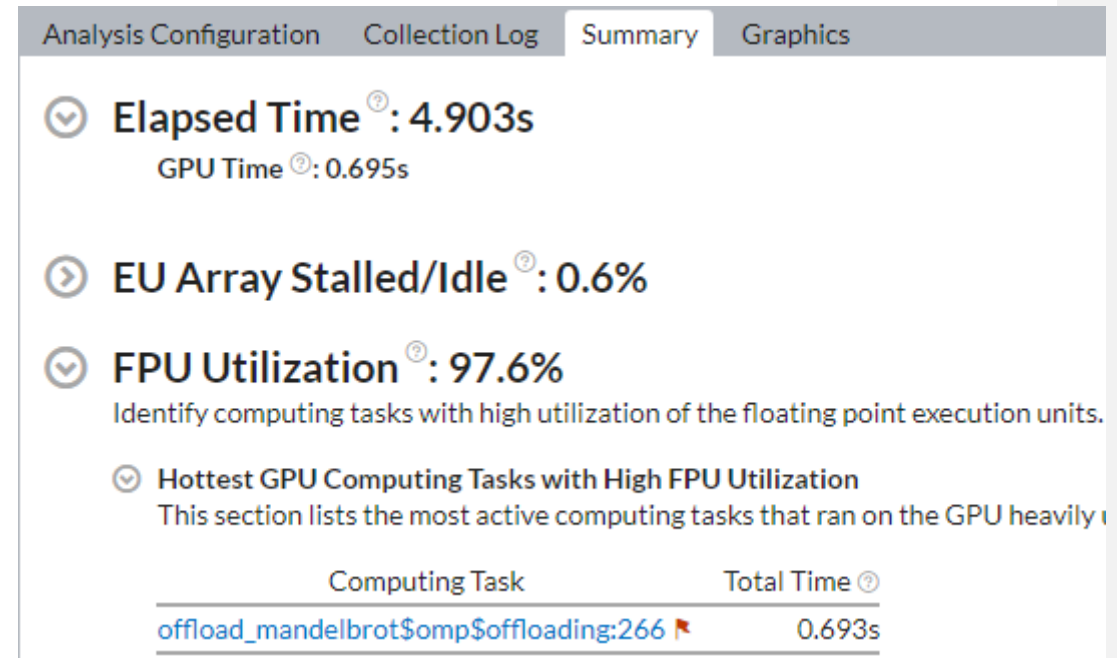 Analysis Configuration Collection Log Summary Graphics
Elapsed Time ?: 4.903s
GPU Time ?: 0.695s
EU Array Stalled/Idle ?: 0.6%
FPU Utilization ?: 97.6%
Identify computing tasks with high utilization of the floating point execution units.
Hottest GPU Computing Tasks with High FPU Utilization
This section lists the most active computing tasks that ran on the GPU heavily
Computing Task Total Time ?
offload_mandelbrot$omp$offloading:266 0.693s